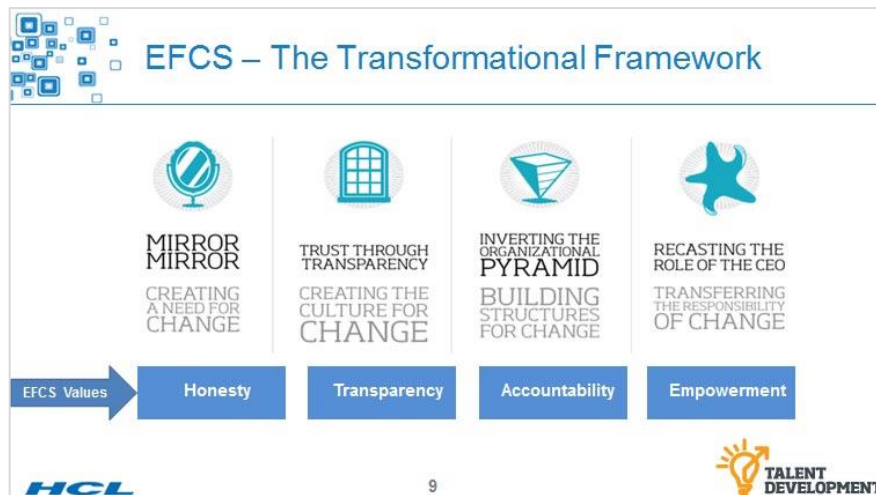 EFCS – The Transformational Framework
MIRROR
MIRROR
CREATING
A NEED FOR
CHANGE
TRUST THROUGH
TRANSPARENCY
CREATING THE
CULTURE FOR
CHANGE
INVERTING THE
ORGANIZATIONAL
PYRAMID
BUILDING
STRUCTURES
FOR CHANGE
RECASTING THE
ROLE OF THE CEO
TRANSFERRING
THE RESPONSIBILITY
OF CHANGE
EFCS Values
Honesty
Transparency
Accountability
Empowerment
HCL
9
TALENT
DEVELOPMENT